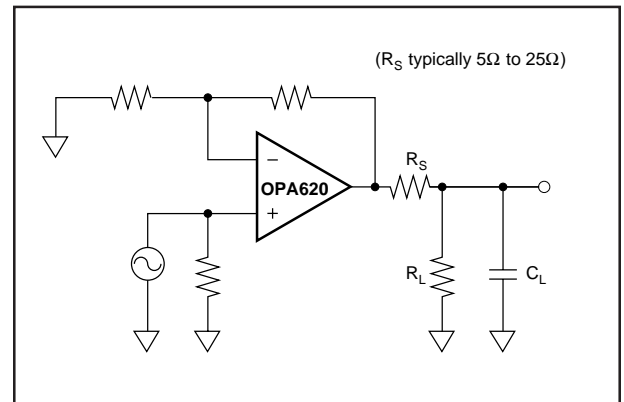 (RS typically 5Ω to 25Ω)
−
OPA620
+
RS
RL
CL